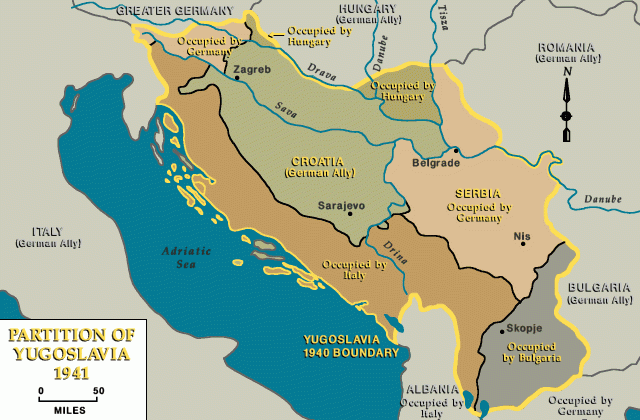 GREATER GERMANY
HUNGARY
(German Ally)
Tisza
Occupied by
Germany
Occupied by
Hungary
Danube
ROMANIA
(German Ally)
N
Zagreb
Drava
Occupied by
Hungary
Sava
CROATIA
(German Ally)
Belgrade
Sarajevo
SERBIA
Occupied by
Germany
Danube
ITALY
(German Ally)
Adriatic
Sea
Drina
Nis
Occupied by
Italy
BULGARIA
(German Ally)
Skopje
YUGOSLAVIA
1940 BOUNDARY
Occupied
by Bulgaria
PARTITION OF
YUGOSLAVIA
1941
0 50
MILES
ALBANIA
Occupied by
Italy
Occupied by
Germany